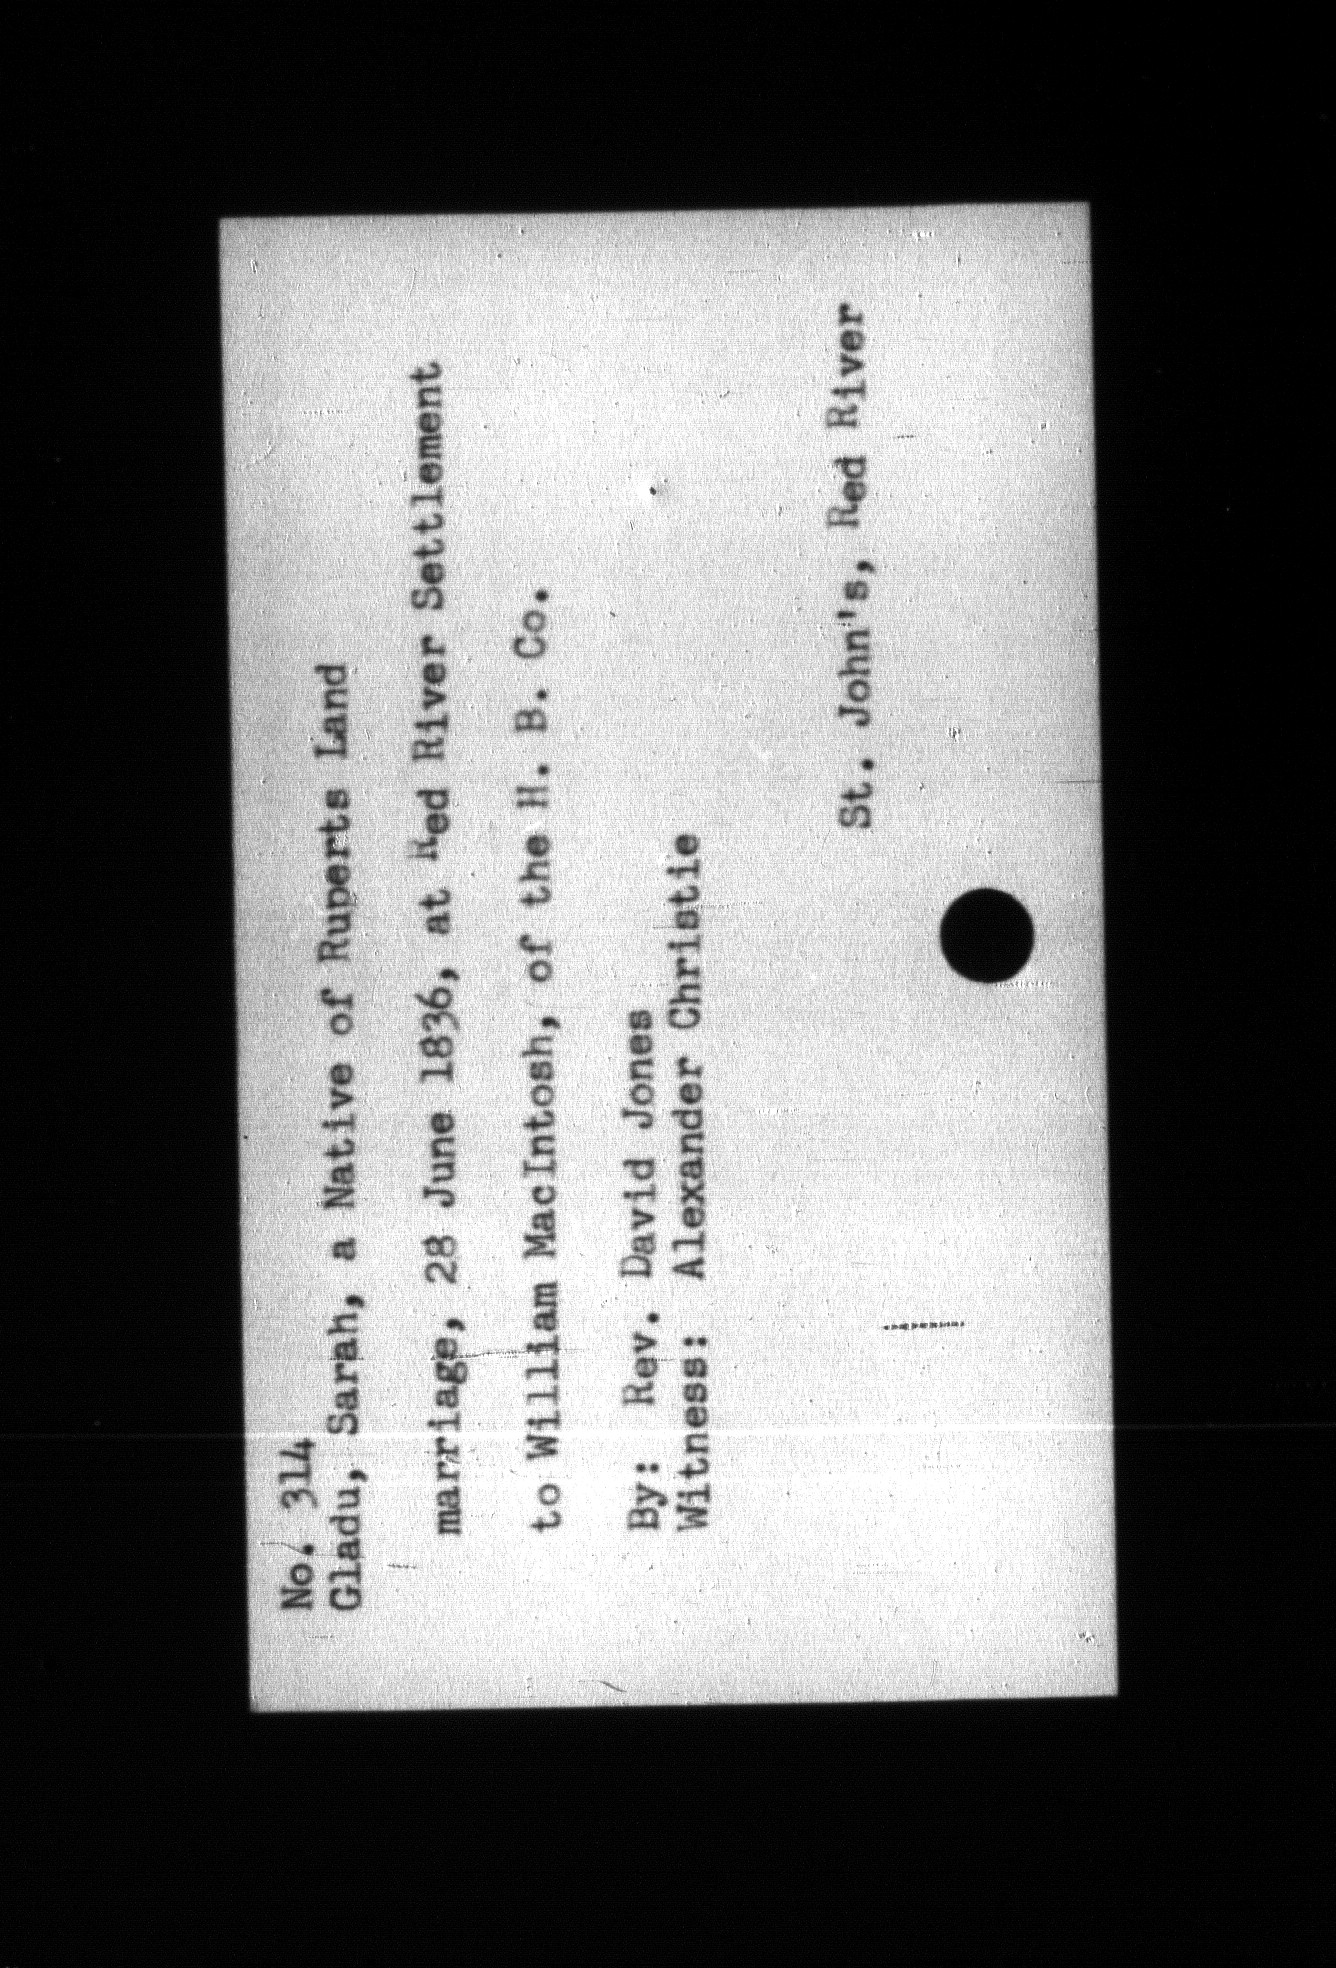 No. 314
Gladu, Sarah, a Native of Ruperts Land
marriage, 28 June 1836, at Red River Settlement
to William MacIntosh, of the H. B. Co.
By: Rev. David Jones
Witness: Alexander Christie
St. John's, Red River